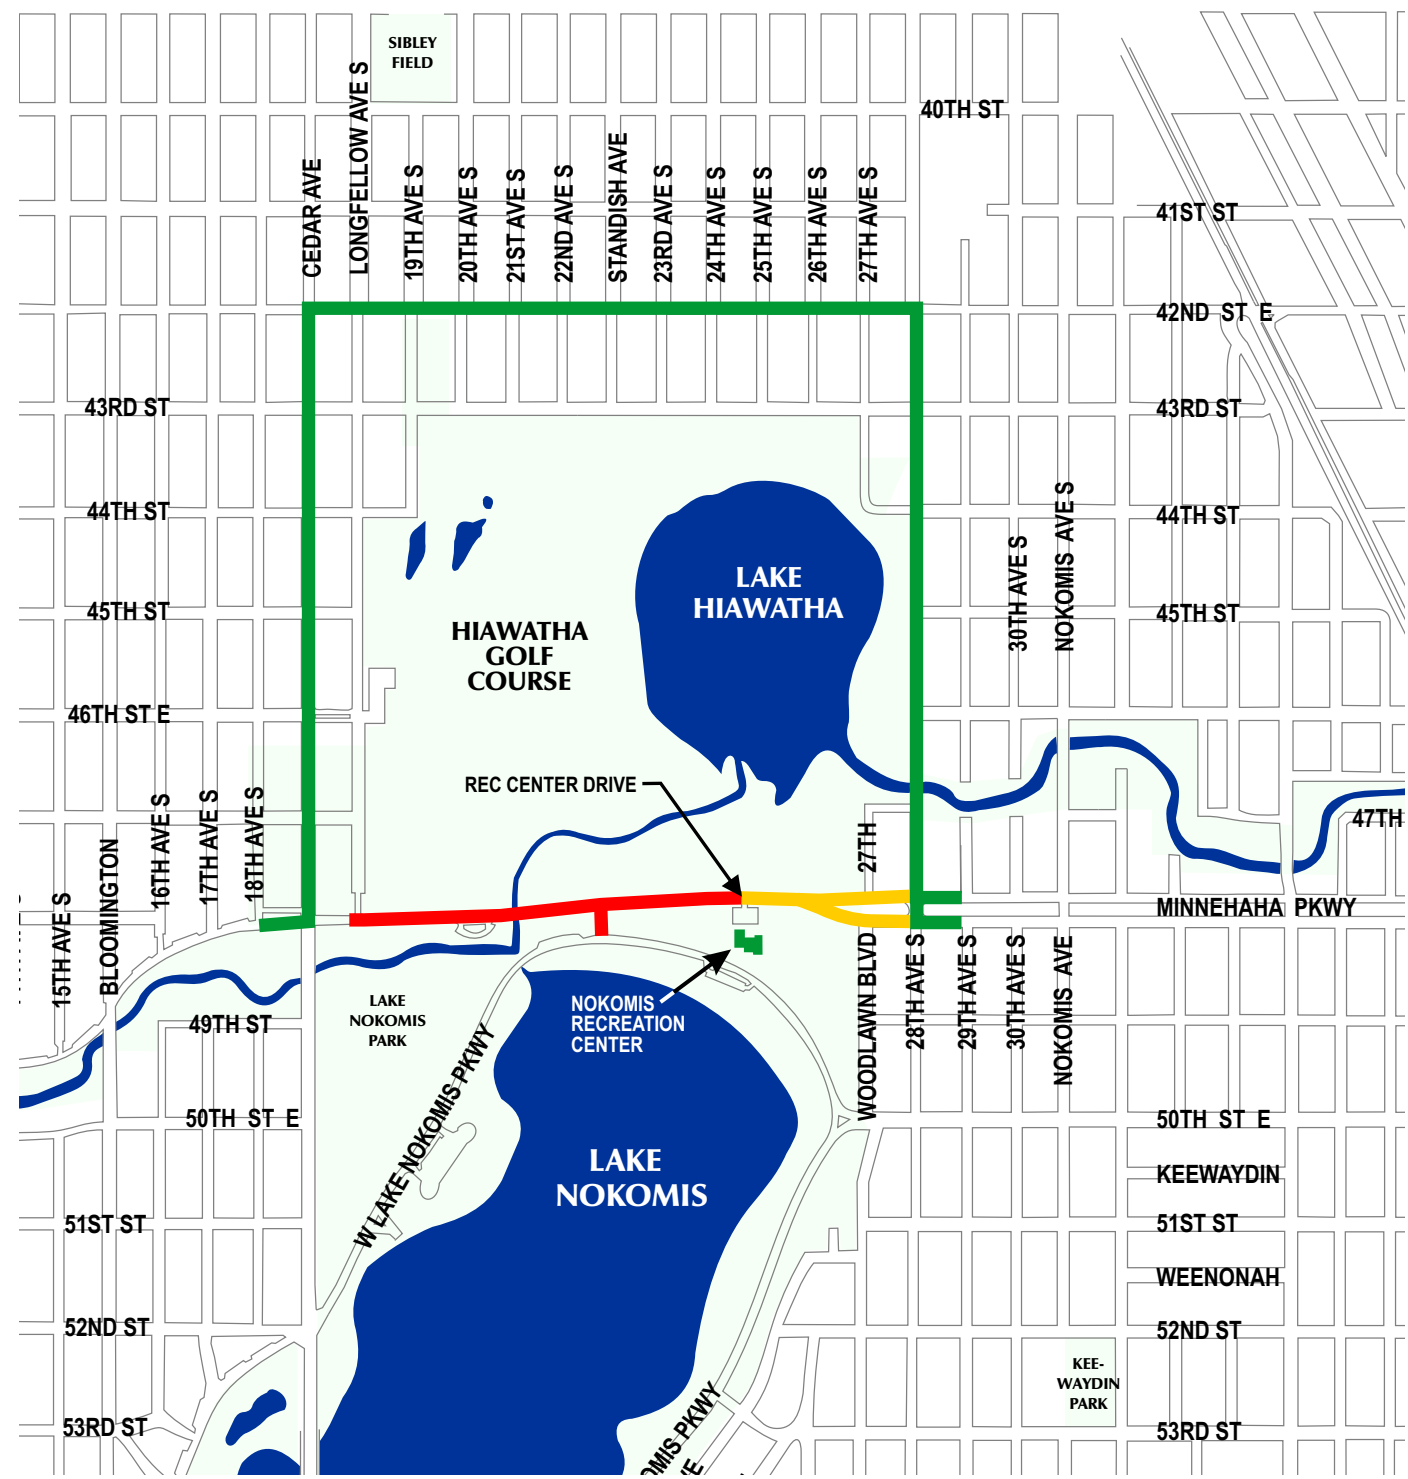 SIBLEY
FIELD
40TH ST
CEDAR AVE
LONGFELLOW AVE S
19TH AVE S
20TH AVE S
21ST AVE S
22ND AVE S
STANDISH AVE
23RD AVE S
24TH AVE S
25TH AVE S
26TH AVE S
27TH AVE S
41ST ST
42ND ST E
43RD ST
43RD ST
44TH ST
44TH ST
30TH AVE S
NOKOMIS AVE S
LAKE
HIAWATHA
45TH ST
45TH ST
HIAWATHA
GOLF
COURSE
46TH ST E
REC CENTER DRIVE
15TH AVE S
BLOOMINGTON
16TH AVE S
17TH AVE S
18TH AVE S
27TH
47TH
MINNEHAHA PKWY
WOODLAWN BLVD
28TH AVE S
29TH AVE S
30TH AVE S
NOKOMIS AVE
LAKE
NOKOMIS
PARK
NOKOMIS
RECREATION
CENTER
49TH ST
W LAKE NOKOMIS PKWY
50TH ST E
50TH ST E
LAKE
NOKOMIS
KEEWAYDIN
51ST ST
51ST ST
WEENONAH
52ND ST
52ND ST
KEE-
WAYDIN
PARK
53RD ST
53RD ST
OMIS PKWY